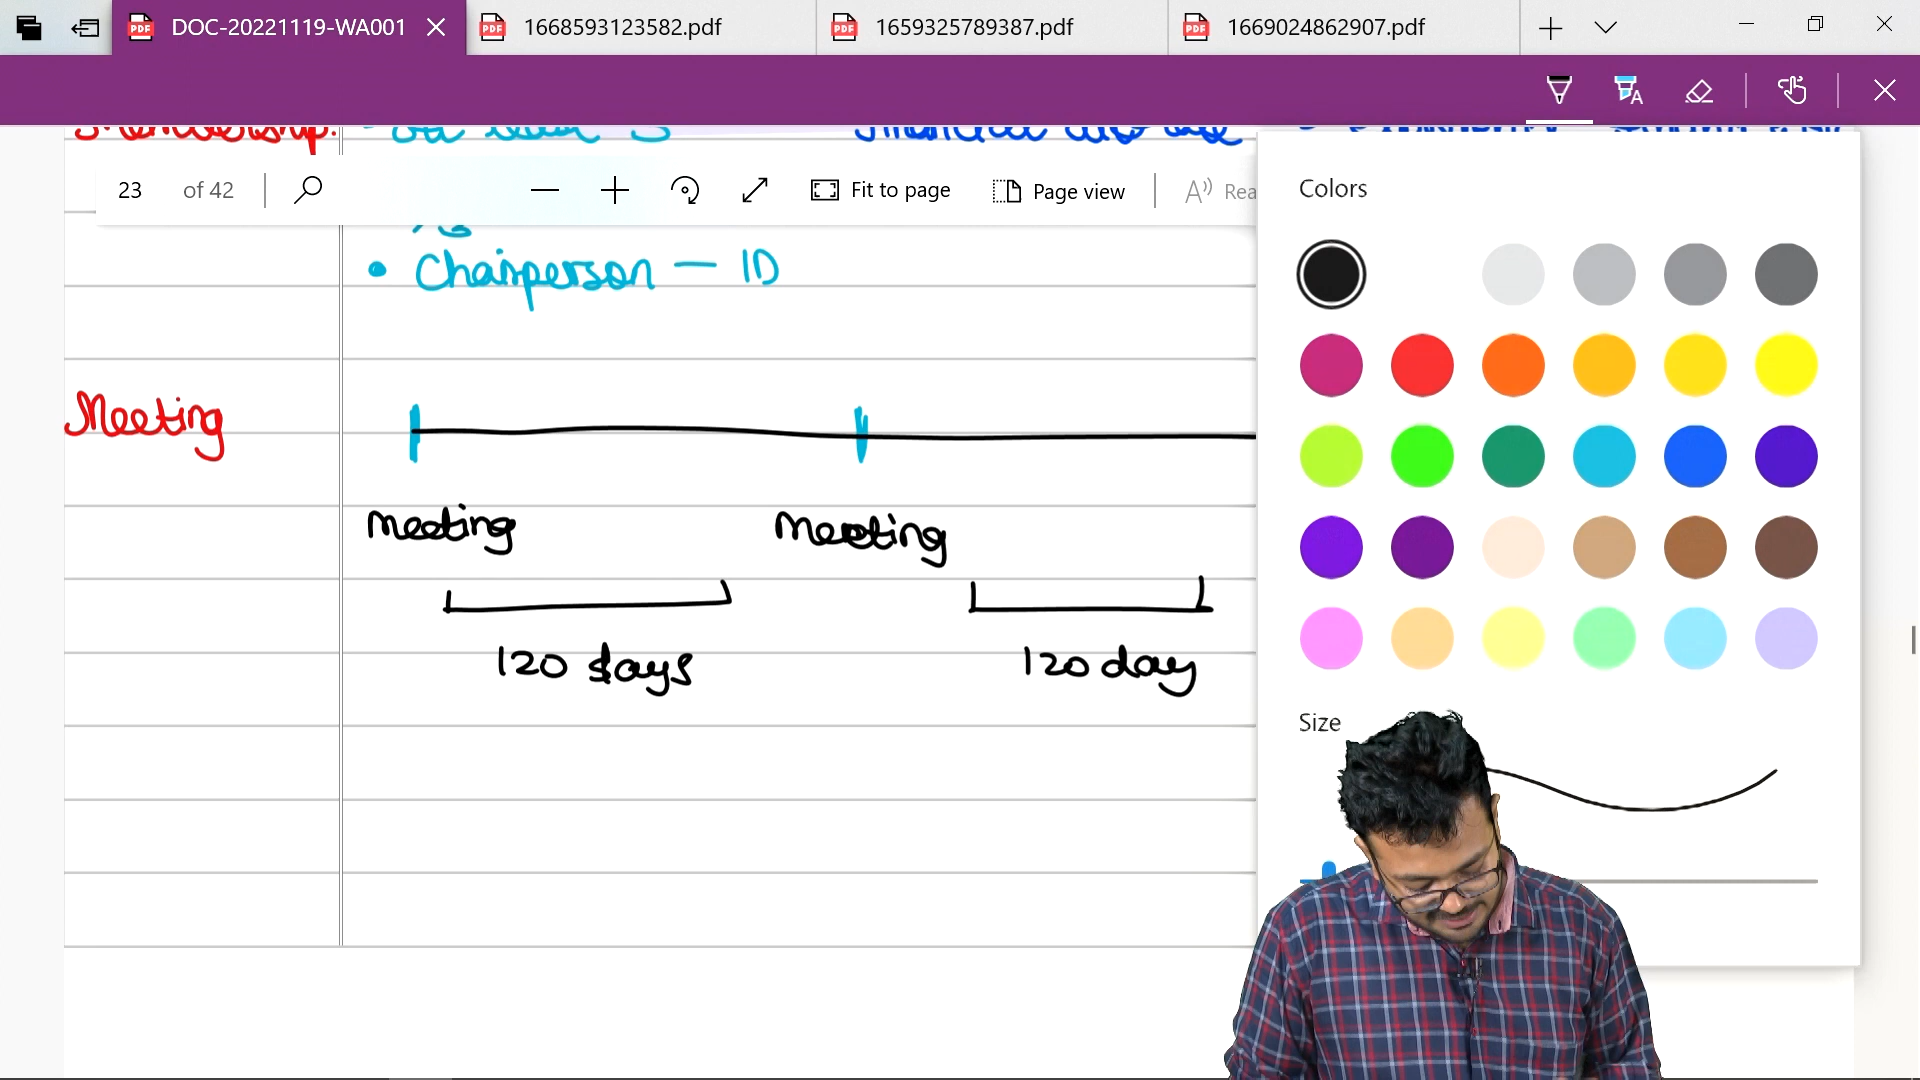 DOC-20221119-WA001
1668593123582.pdf
1659325789387.pdf
1669024862907.pdf
23 of 42
Fit to page
Page view
Rea
Colors
• Chairperson — ID
Meeting
Meeting
Meeting
120 days
120 day
Size